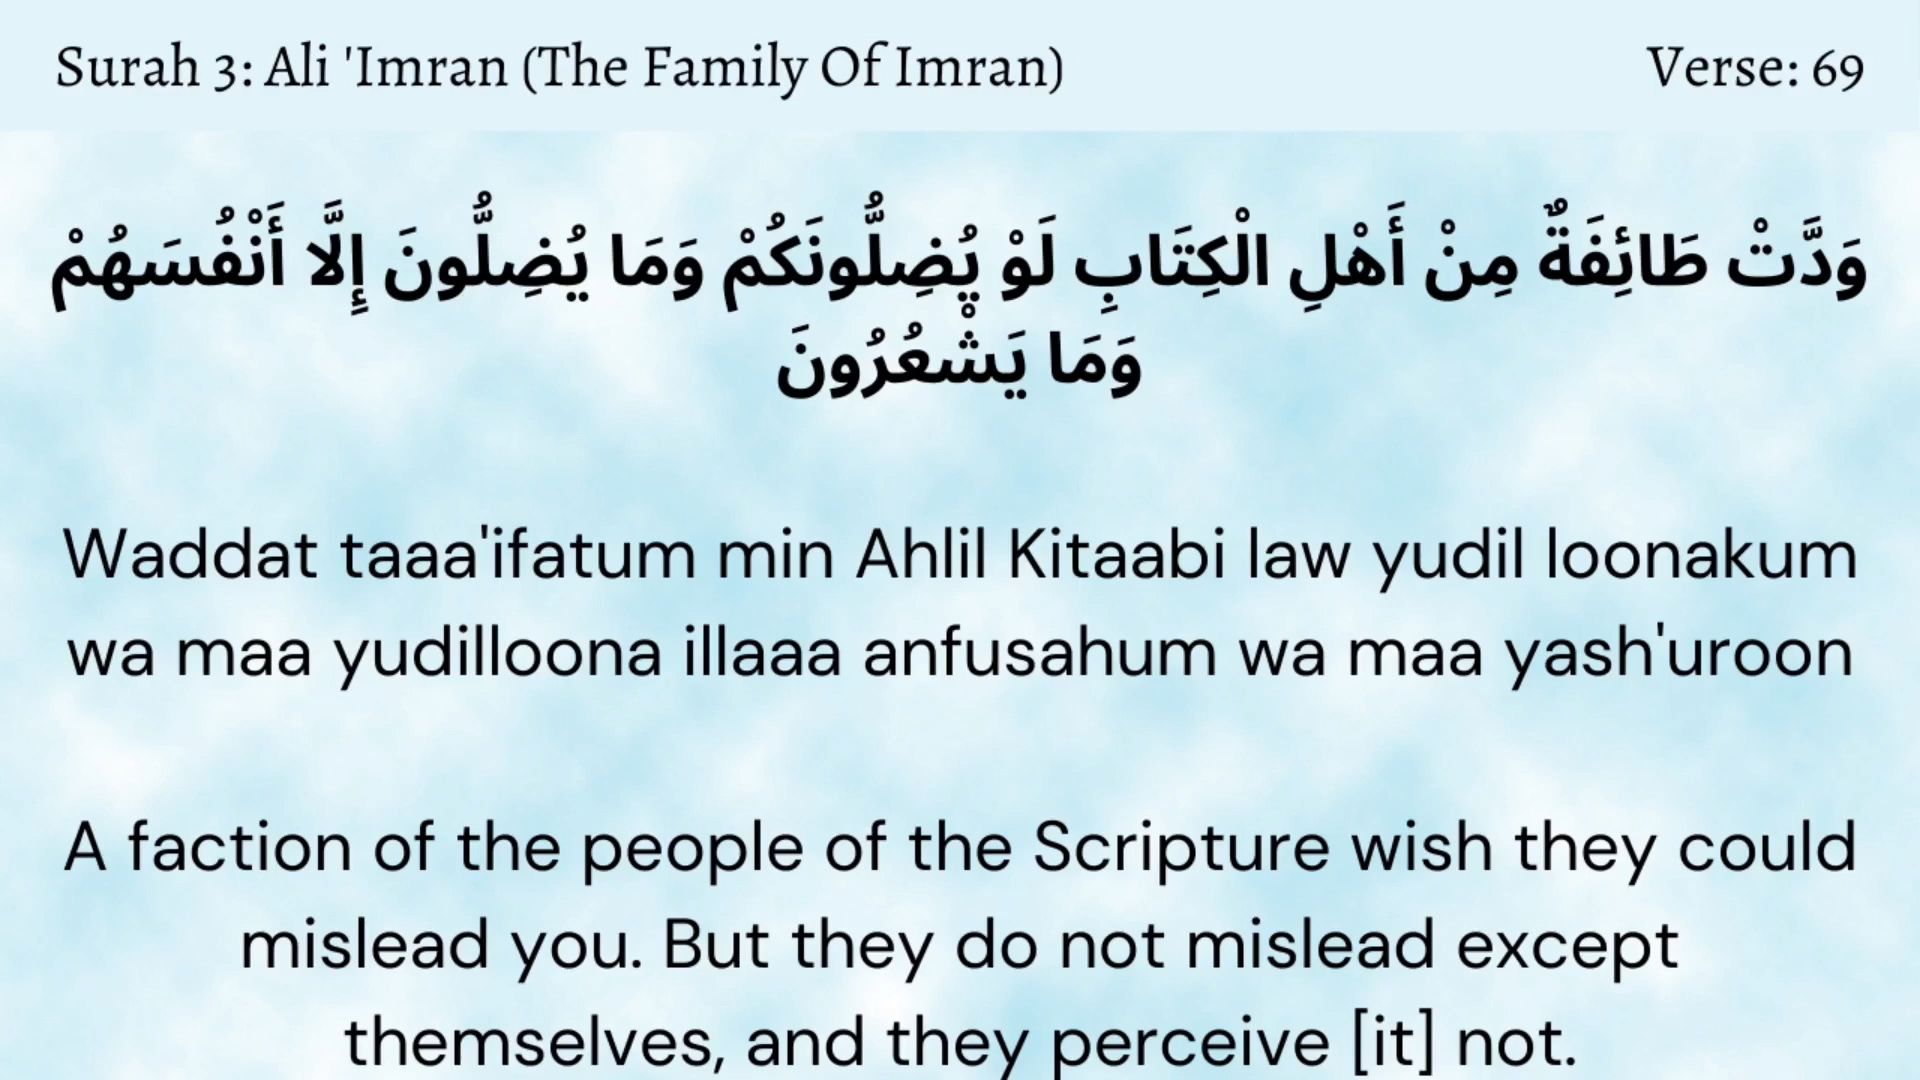 Surah 3: Ali 'Imran (The Family Of Imran)
Verse: 69
وَدَّتْ طَائِفَةٌ مِنْ أَهْلِ الْكِتَابِ لَوْ يُضِلُّونَكُمْ وَمَا يُضِلُّونَ إِلَّا أَنْفُسَهُمْ
وَمَا يَشْعُرُونَ
Waddat taaa'ifatum min Ahlil Kitaabi law yudil loonakum
wa maa yudilloona illaaa anfusahum wa maa yash'uroon
A faction of the people of the Scripture wish they could
mislead you. But they do not mislead except
themselves, and they perceive [it] not.